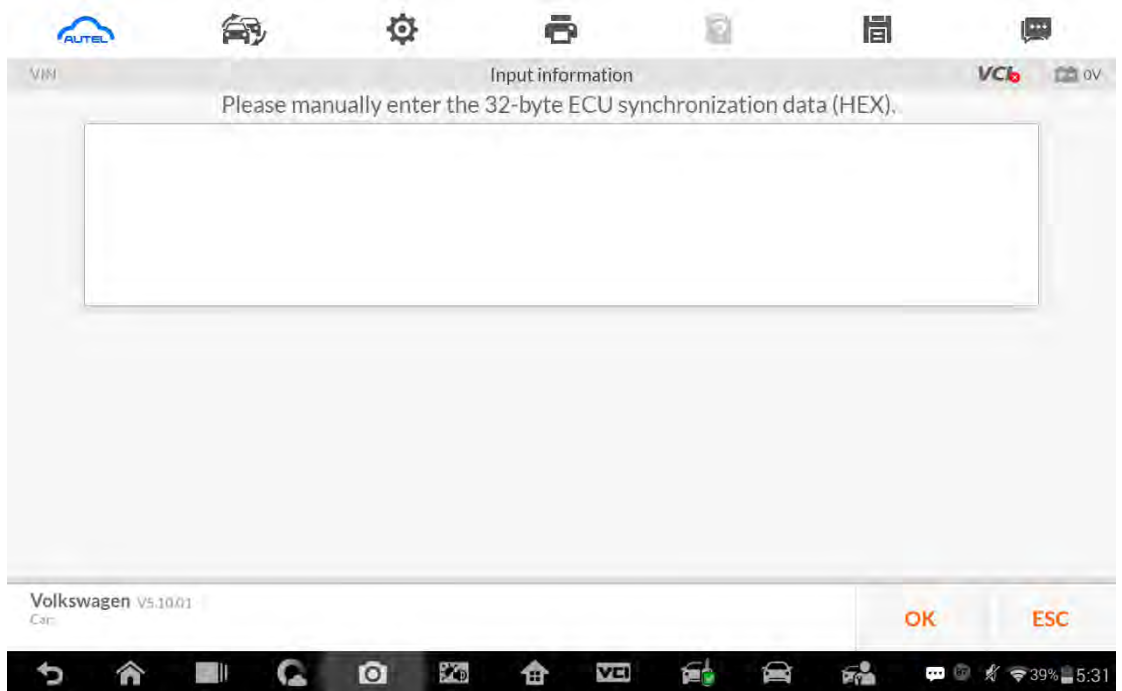 AUTEL
VIN
Input information
VCI
0V
Please manually enter the 32-byte ECU synchronization data (HEX).
Volkswagen V5.10.01
Car:
OK
ESC
VCI
39%
5:31